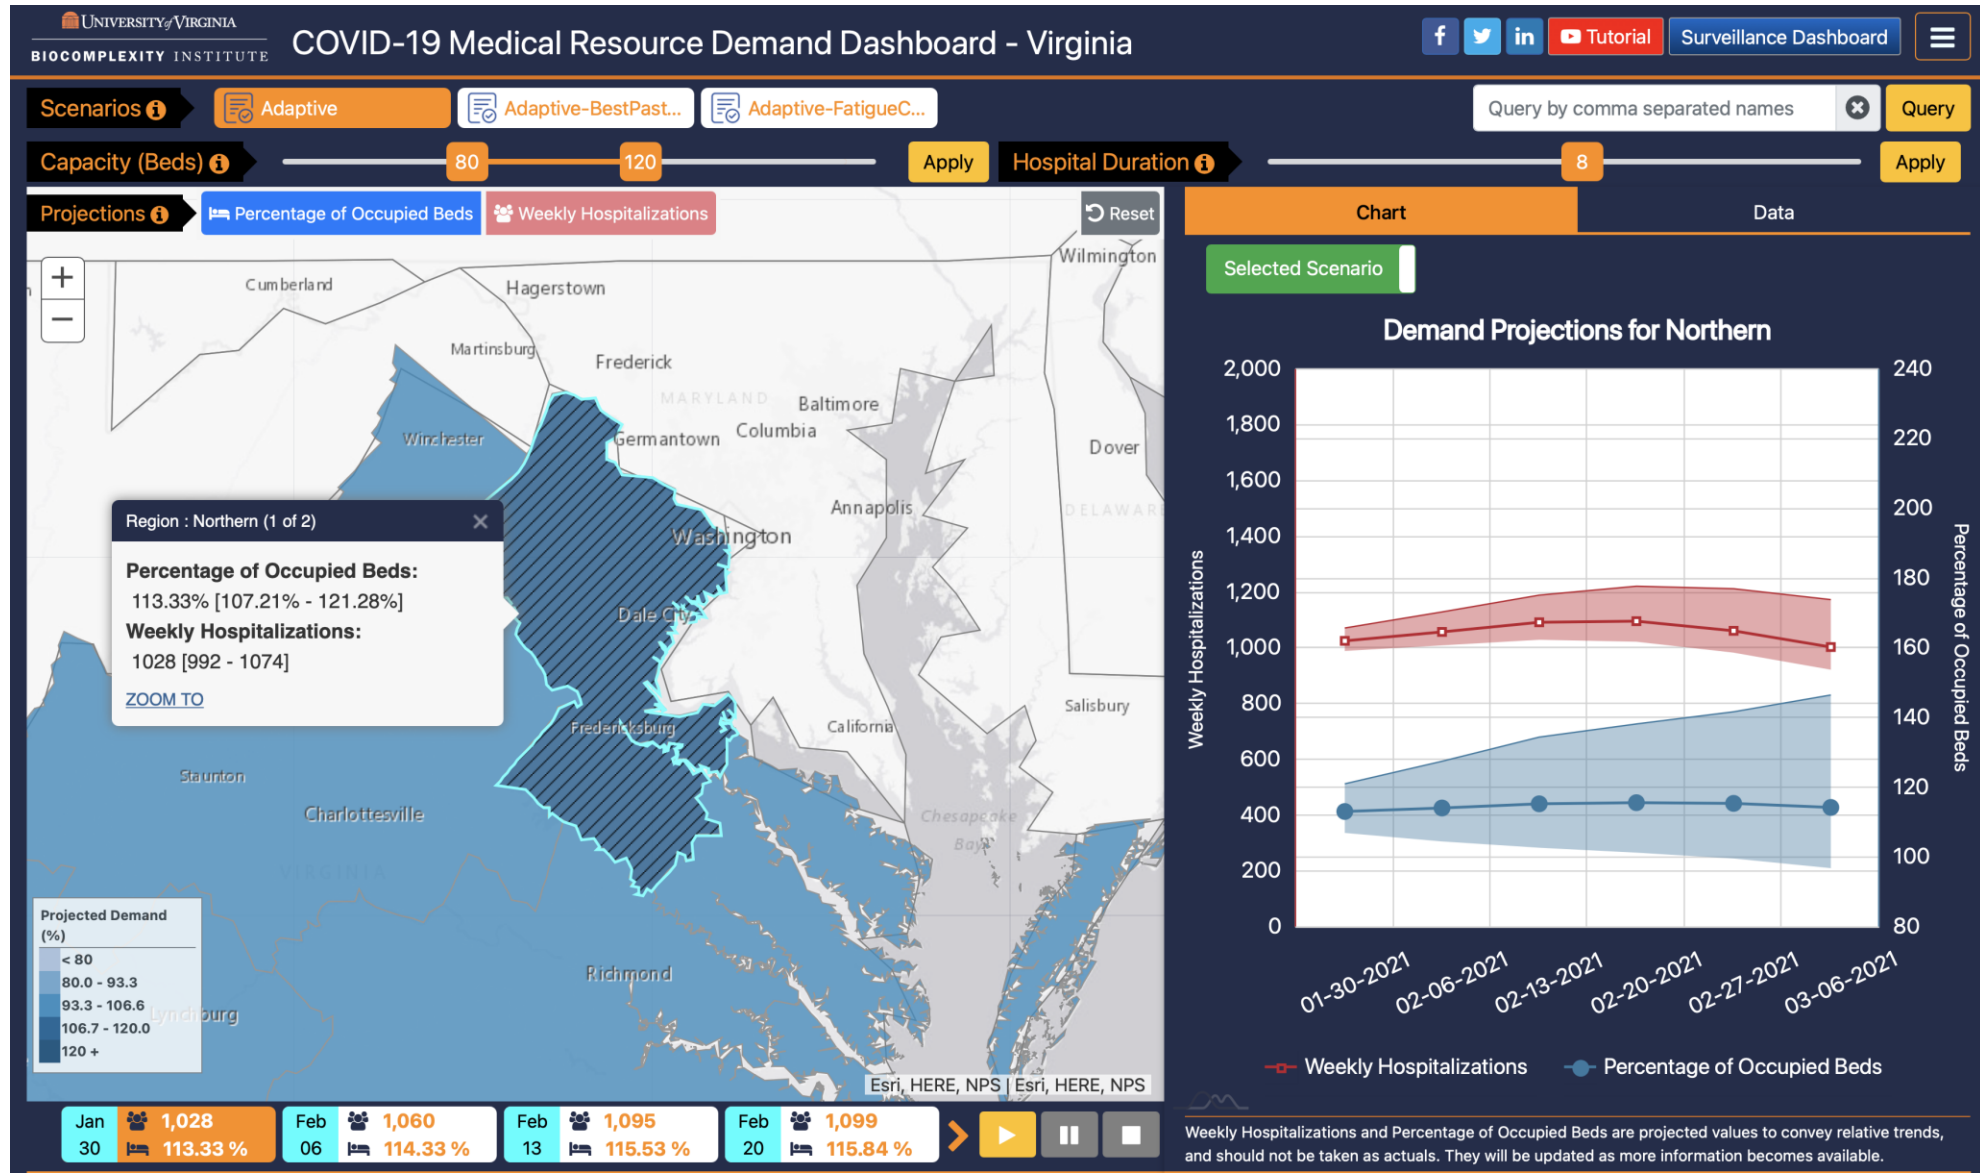 UNIVERSITY of VIRGINIA
BIOCOMPLEXITY INSTITUTE
COVID-19 Medical Resource Demand Dashboard - Virginia
f
in
Tutorial
Surveillance Dashboard
Scenarios
Adaptive
Adaptive-BestPast...
Adaptive-FatigueC...
Query by comma separated names
Query
Capacity (Beds)
80
120
Apply
Hospital Duration
8
Apply
Projections
Percentage of Occupied Beds
Weekly Hospitalizations
Reset
Chart
Data
+
−
Cumberland
Hagerstown
Wilmington
Martinsburg
Frederick
MARYLAND
Baltimore
Winchester
Germantown
Columbia
Dover
Annapolis
DELAWAR
Washington
Dale City
Region : Northern (1 of 2)
Percentage of Occupied Beds:
113.33% [107.21% - 121.28%]
Weekly Hospitalizations:
1028 [992 - 1074]
ZOOM TO
Fredericksburg
California
Salisbury
Staunton
Charlottesville
VIRGINIA
Chesapeake
Bay
Richmond
Lynchburg
Projected Demand
(%)
< 80
80.0 - 93.3
93.3 - 106.6
106.7 - 120.0
120 +
Esri, HERE, NPS | Esri, HERE, NPS
Jan
30
1,028
113.33 %
Feb
06
1,060
114.33 %
Feb
13
1,095
115.53 %
Feb
20
1,099
115.84 %
Selected Scenario
Demand Projections for Northern
2,000
1,800
1,600
1,400
1,200
1,000
800
600
400
200
0
Weekly Hospitalizations
240
220
200
180
160
140
120
100
80
Percentage of Occupied Beds
01-30-2021
02-06-2021
02-13-2021
02-20-2021
02-27-2021
03-06-2021
Weekly Hospitalizations
Percentage of Occupied Beds
Weekly Hospitalizations and Percentage of Occupied Beds are projected values to convey relative trends,
and should not be taken as actuals. They will be updated as more information becomes available.